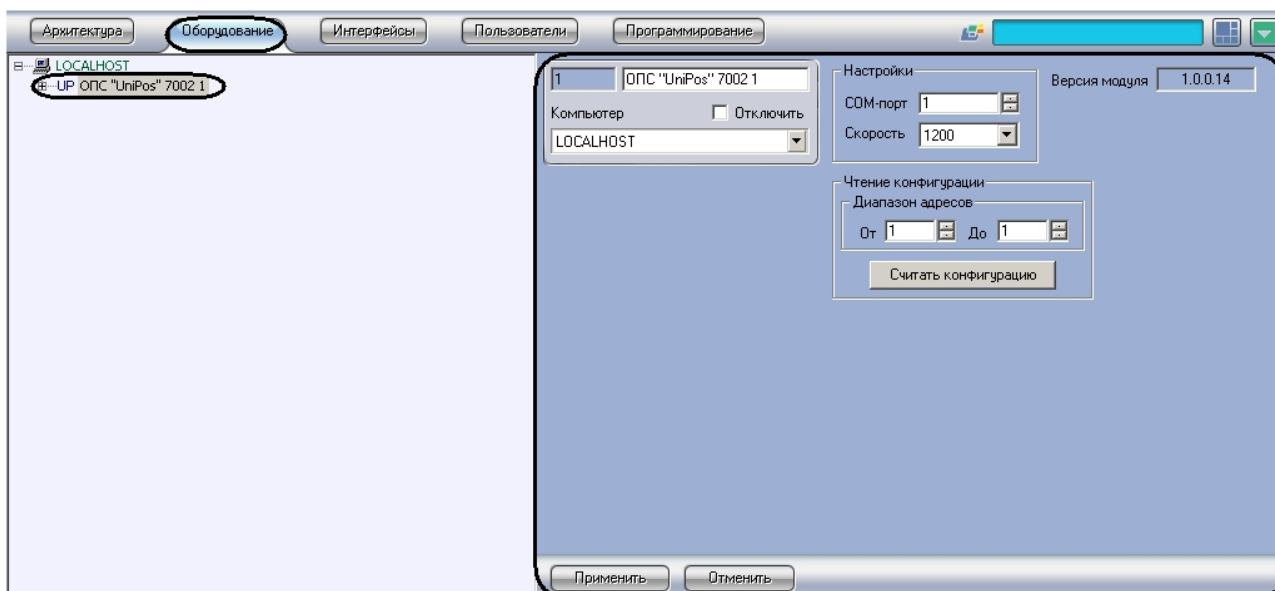 Архитектура Оборудование Интерфейсы Пользователи Программирование
LOCALHOST
UP ОПС "UniPos" 7002 1
1 ОПС "UniPos" 7002 1
Компьютер Отключить
LOCALHOST
Настройки
COM-порт 1
Скорость 1200
Версия модуля 1.0.0.14
Чтение конфигурации
Диапазон адресов
От 1 До 1
Считать конфигурацию
Применить Отменить